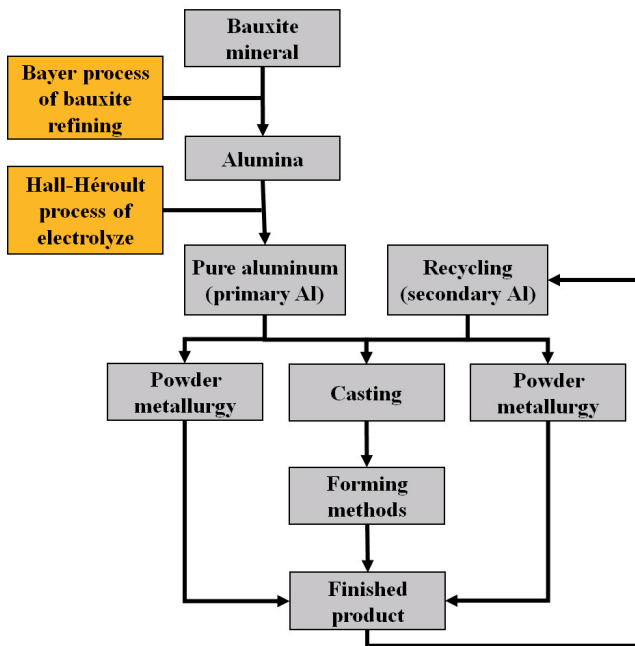 Bauxite
mineral
Bayer process
of bauxite
refining
Alumina
Hall-Héroult
process of
electrolyze
Pure aluminum
(primary Al)
Recycling
(secondary Al)
Powder
metallurgy
Casting
Powder
metallurgy
Forming
methods
Finished
product